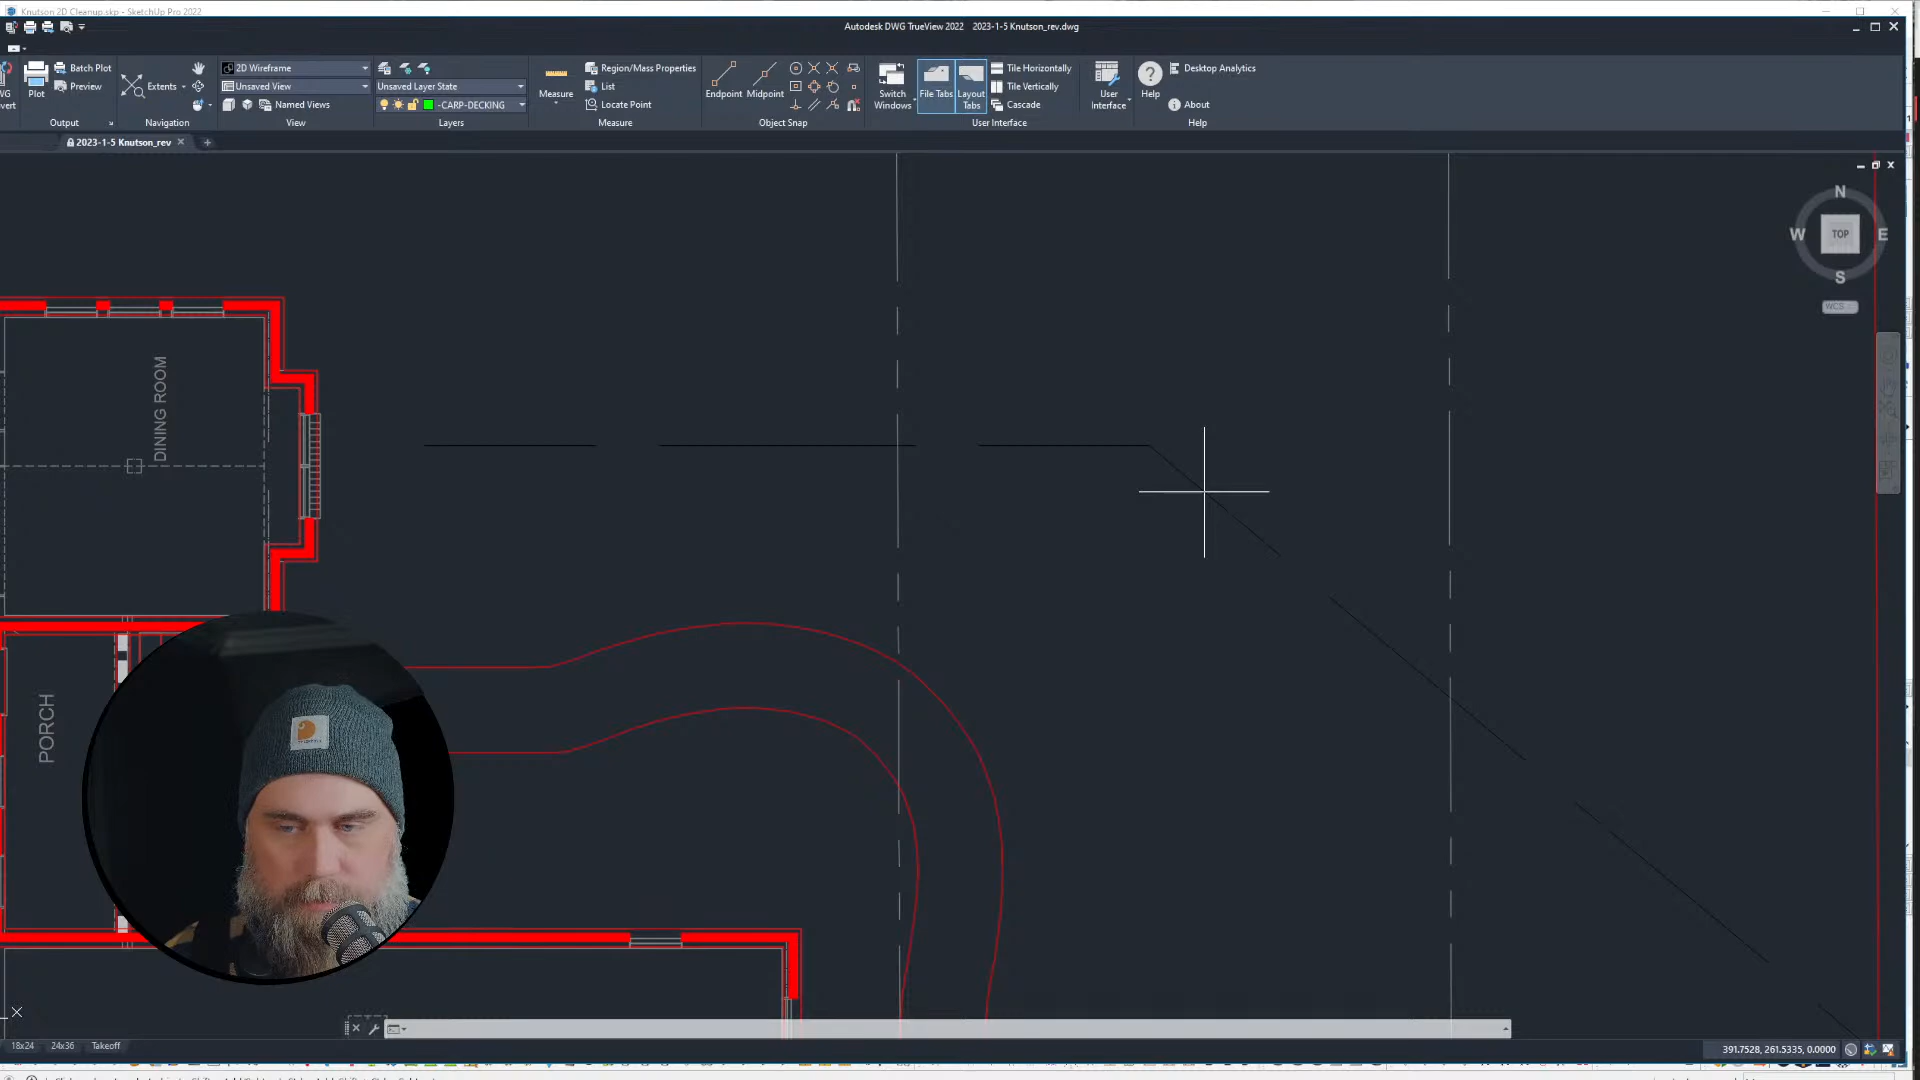 Knutson 2D Cleanup.skp - SketchUp Pro 2022
Autodesk DWG TrueView 2022 2023-1-5 Knutson_rev.dwg
Plot
Batch Plot
Preview
Output
Extents
Navigation
2D Wireframe
Unsaved View
Named Views
View
Unsaved Layer State
-CARP-DECKING
Layers
Measure
Region/Mass Properties
List
Locate Point
Measure
Endpoint
Midpoint
Object Snap
Switch
Windows
File Tabs
Layout
Tabs
Tile Horizontally
Tile Vertically
Cascade
User Interface
User
Interface
Help
Desktop Analytics
About
Help
2023-1-5 Knutson_rev
N
W
TOP
E
S
WCS
DINING ROOM
PORCH
18x24
24x36
Takeoff
391.7528, 261.5335, 0.0000